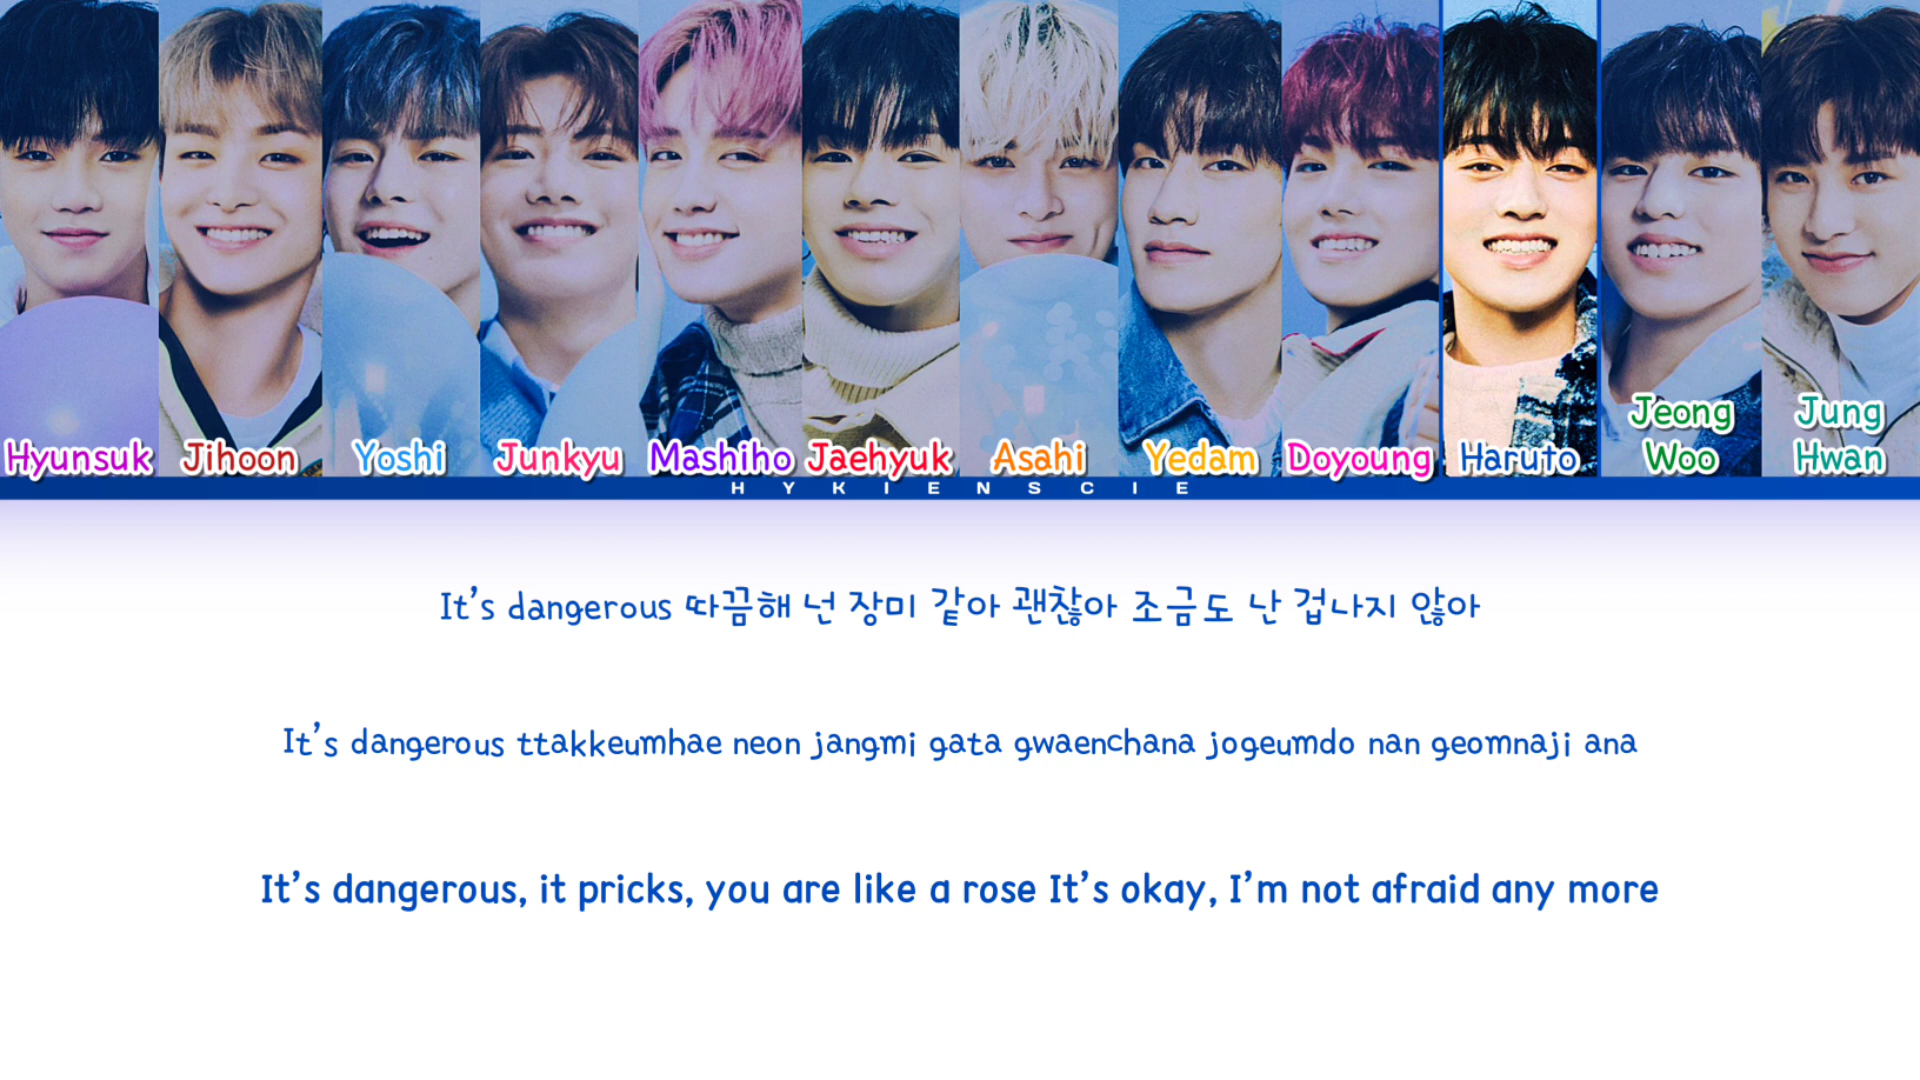 Hyunsuk
Jihoon
Yoshi
Junkyu
Mashiho
Jaehyuk
Asahi
Yedam
Doyoung
Haruto
Jeong
Woo
Jung
Hwan
HYKIENSCIE
It's dangerous 따끔해 넌 장미 같아 괜찮아 조금도 난 겁나지 않아
It's dangerous ttakkeumhae neon jangmi gata gwaenchana jogeumdo nan geomnaji ana
It's dangerous, it pricks, you are like a rose It's okay, I'm not afraid any more